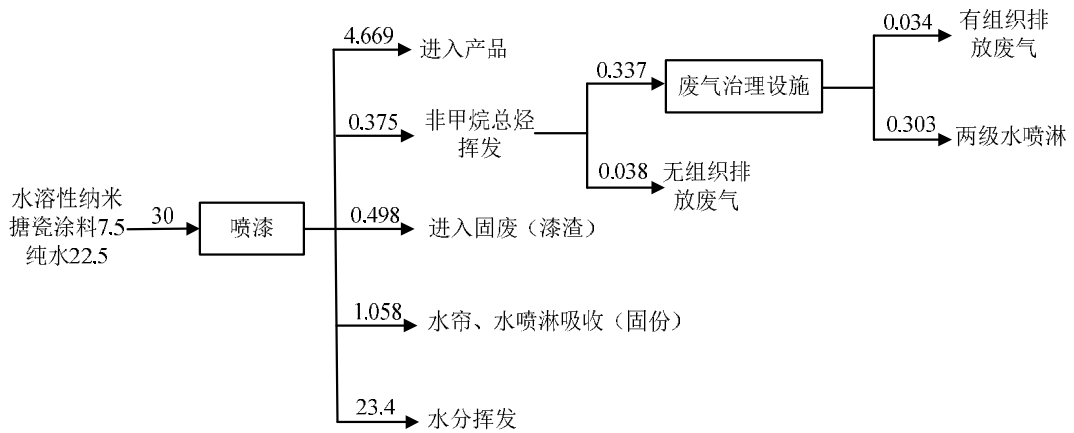 4.669
进入产品
0.375
非甲烷总烃
挥发
0.337
废气治理设施
0.034
有组织排
放废气
0.303
两级水喷淋
0.038
无组织排
放废气
水溶性纳米
搪瓷涂料7.5
纯水22.5
30
喷漆
0.498
进入固废（漆渣）
1.058
水帘、水喷淋吸收（固份）
23.4
水分挥发